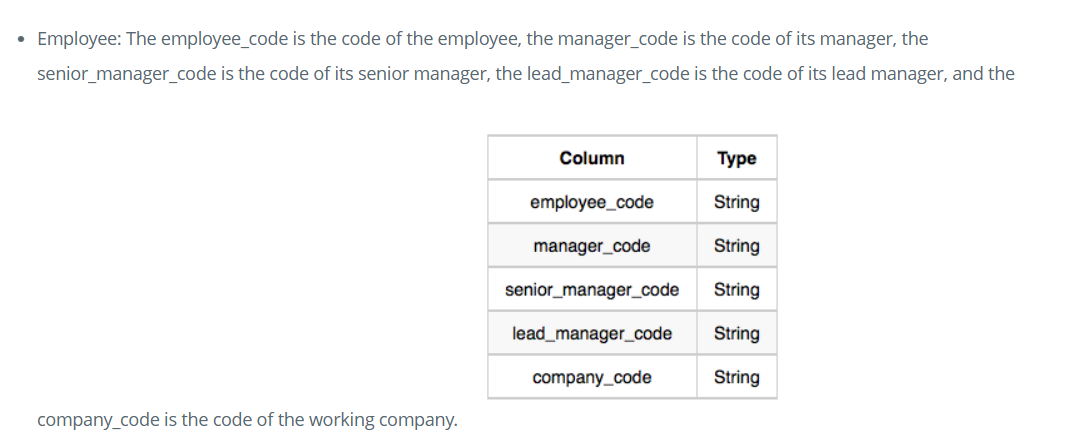 • Employee: The employee_code is the code of the employee, the manager_code is the code of its manager, the
senior_manager_code is the code of its senior manager, the lead_manager_code is the code of its lead manager, and the
Column Type
employee_code String
manager_code String
senior_manager_code String
lead_manager_code String
company_code String
company_code is the code of the working company.